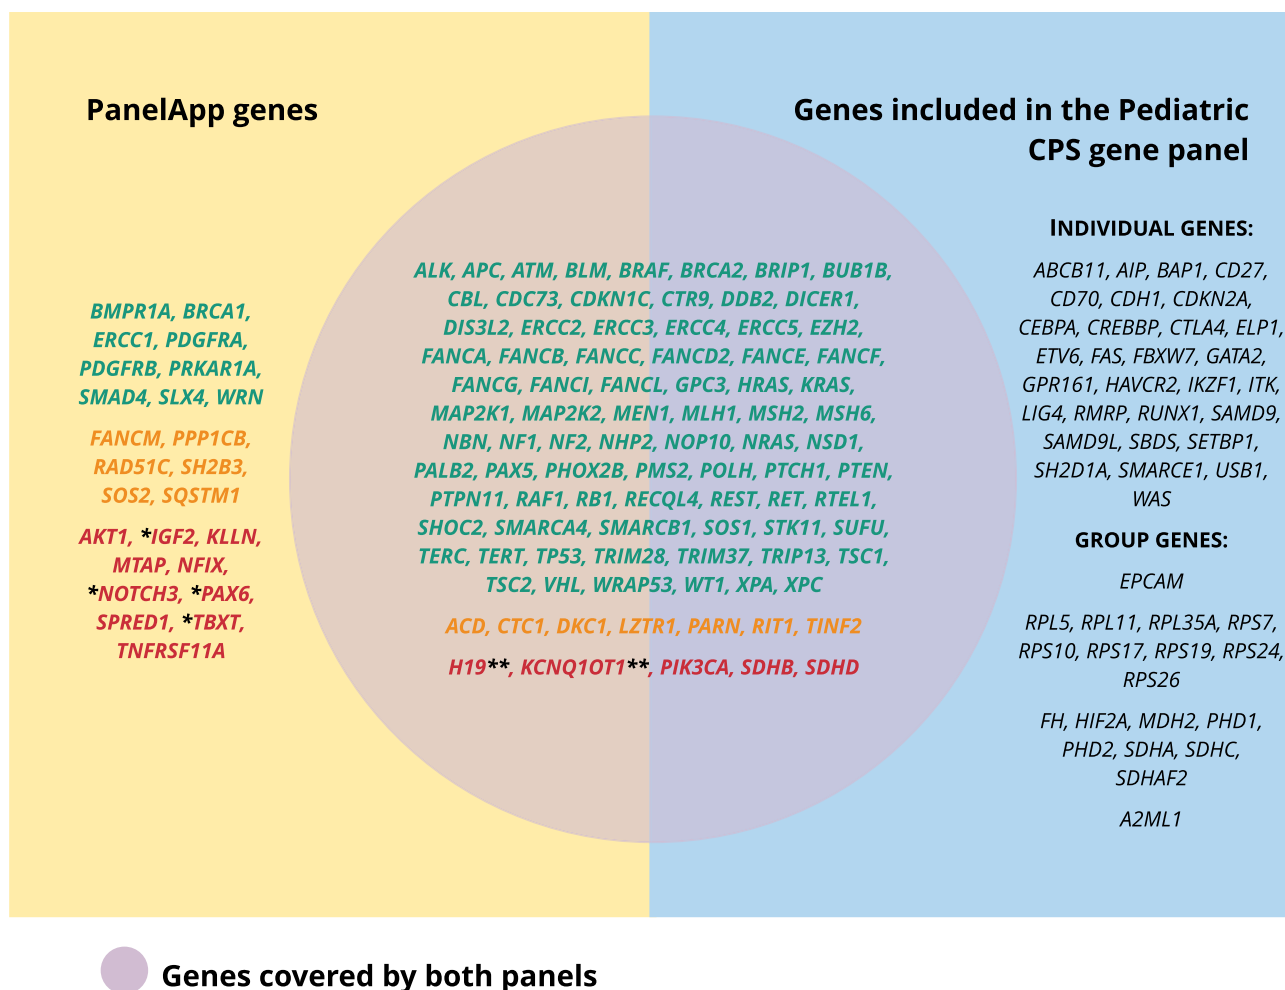 PanelApp genes
Genes included in the Pediatric
CPS gene panel
BMPR1A, BRCA1,
ERCC1, PDGFRA,
PDGFRB, PRKAR1A,
SMAD4, SLX4, WRN
FANCM, PPP1CB,
RAD51C, SH2B3,
SOS2, SQSTM1
AKT1, *IGF2, KLLN,
MTAP, NFIX,
*NOTCH3, *PAX6,
SPRED1, *TBXT,
TNFRSF11A
ALK, APC, ATM, BLM, BRAF, BRCA2, BRIP1, BUB1B,
CBL, CDC73, CDKN1C, CTR9, DDB2, DICER1,
DIS3L2, ERCC2, ERCC3, ERCC4, ERCC5, EZH2,
FANCA, FANCB, FANCC, FANCD2, FANCE, FANCF,
FANCG, FANCI, FANCL, GPC3, HRAS, KRAS,
MAP2K1, MAP2K2, MEN1, MLH1, MSH2, MSH6,
NBN, NF1, NF2, NHP2, NOP10, NRAS, NSD1,
PALB2, PAX5, PHOX2B, PMS2, POLH, PTCH1, PTEN,
PTPN11, RAF1, RB1, RECQL4, REST, RET, RTEL1,
SHOC2, SMARCA4, SMARCB1, SOS1, STK11, SUFU,
TERC, TERT, TP53, TRIM28, TRIM37, TRIP13, TSC1,
TSC2, VHL, WRAP53, WT1, XPA, XPC
ACD, CTC1, DKC1, LZTR1, PARN, RIT1, TINF2
H19**, KCNQ1OT1**, PIK3CA, SDHB, SDHD
INDIVIDUAL GENES:
ABCB11, AIP, BAP1, CD27,
CD70, CDH1, CDKN2A,
CEBPA, CREBBP, CTLA4, ELP1,
ETV6, FAS, FBXW7, GATA2,
GPR161, HAVCR2, IKZF1, ITK,
LIG4, RMRP, RUNX1, SAMD9,
SAMD9L, SBDS, SETBP1,
SH2D1A, SMARCE1, USB1,
WAS
GROUP GENES:
EPCAM
RPL5, RPL11, RPL35A, RPS7,
RPS10, RPS17, RPS19, RPS24,
RPS26
FH, HIF2A, MDH2, PHD1,
PHD2, SDHA, SDHC,
SDHAF2
A2ML1
Genes covered by both panels